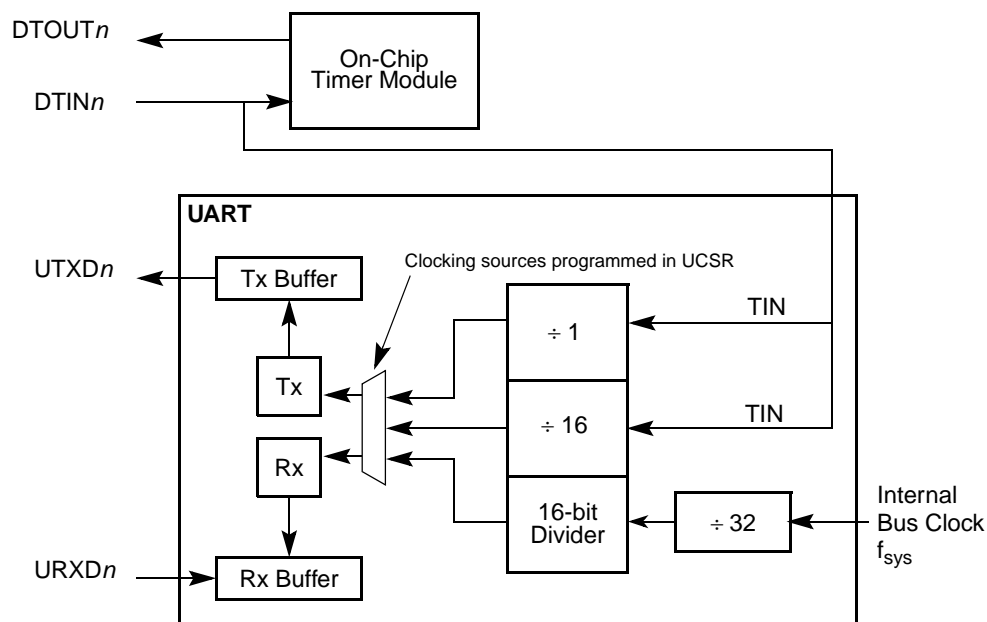 DTOUTn
On-Chip
Timer Module
DTINn
UART
UTXDn
Tx Buffer
Clocking sources programmed in UCSR
÷ 1
TIN
Tx
÷ 16
TIN
Rx
16-bit
Divider
÷ 32
Internal
Bus Clock
fsys
URXDn
Rx Buffer